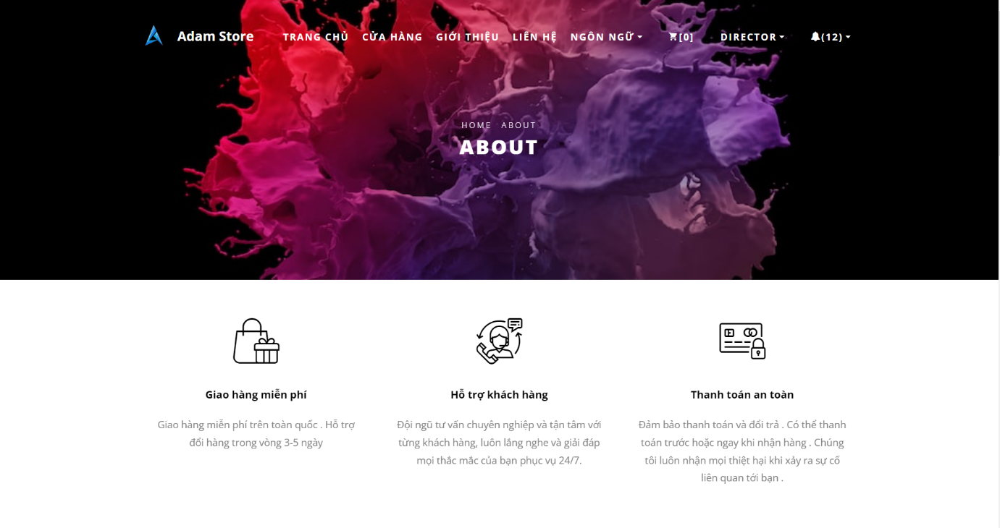 Adam Store TRANG CHỦ CỬA HÀNG GIỚI THIỆU LIÊN HỆ NGÔN NGỮ [0] DIRECTOR (12)
HOME ABOUT
ABOUT
Giao hàng miễn phí
Giao hàng miễn phí trên toàn quốc . Hỗ trợ
đổi hàng trong vòng 3-5 ngày
Hỗ trợ khách hàng
Đội ngũ tư vấn chuyên nghiệp và tận tâm với
từng khách hàng, luôn lắng nghe và giải đáp
mọi thắc mắc của bạn phục vụ 24/7.
Thanh toán an toàn
Đảm bảo thanh toán và đổi trả . Có thể thanh
toán trước hoặc ngay khi nhận hàng . Chúng
tôi luôn nhận mọi thiệt hại khi xảy ra sự cố
liên quan tới bạn .